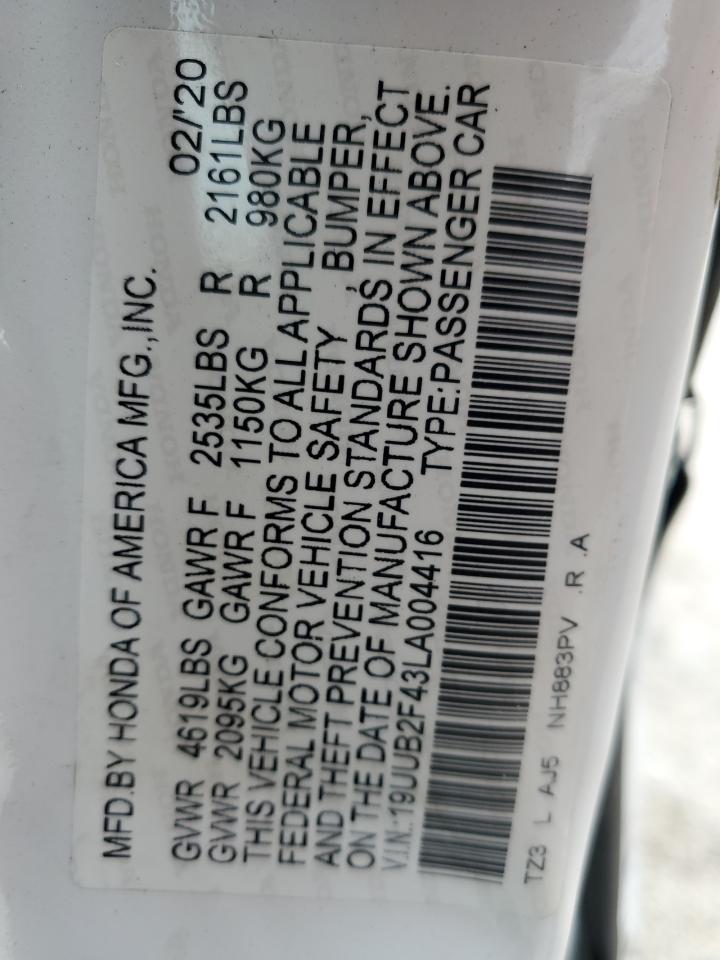 MFD.BY HONDA OF AMERICA MFG.,INC. 02/'20
GVWR 4619LBS GAWR F 2535LBS R 2161LBS
GVWR 2095KG GAWR F 1150KG R 980KG
THIS VEHICLE CONFORMS TO ALL APPLICABLE
FEDERAL MOTOR VEHICLE SAFETY , BUMPER,
AND THEFT PREVENTION STANDARDS IN EFFECT
ON THE DATE OF MANUFACTURE SHOWN ABOVE.
V.I.N.:19UUB2F43LA004416 TYPE:PASSENGER CAR
TZ3 L AJ5 NH883PV .R .A